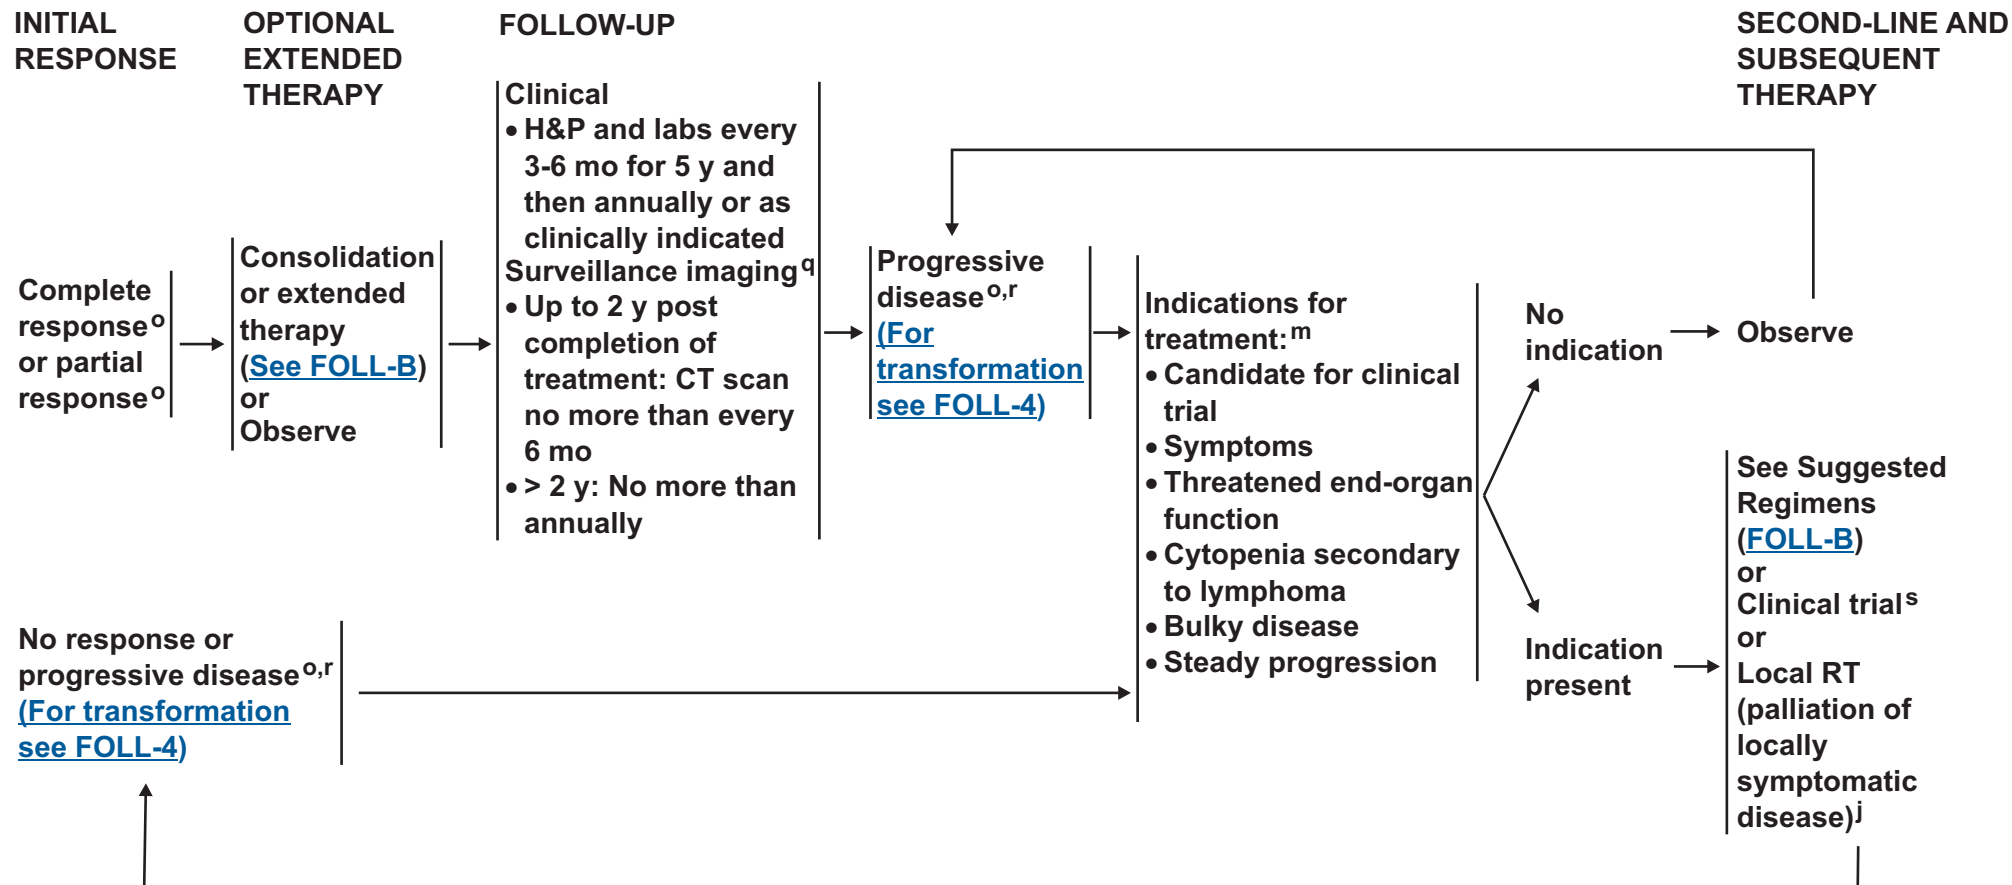 INITIAL
RESPONSE
OPTIONAL
EXTENDED
THERAPY
FOLLOW-UP
SECOND-LINE AND
SUBSEQUENT
THERAPY
Complete
response o
or partial
response o
Consolidation
or extended
therapy
(See FOLL-B)
or
Observe
Clinical
• H&P and labs every
3-6 mo for 5 y and
then annually or as
clinically indicated
Surveillance imaging q
• Up to 2 y post
completion of
treatment: CT scan
no more than every
6 mo
• > 2 y: No more than
annually
Progressive
disease o,r
(For
transformation
see FOLL-4)
Indications for
treatment: m
• Candidate for clinical
trial
• Symptoms
• Threatened end-organ
function
• Cytopenia secondary
to lymphoma
• Bulky disease
• Steady progression
No
indication
Observe
Indication
present
See Suggested
Regimens
(FOLL-B)
or
Clinical trial s
or
Local RT
(palliation of
locally
symptomatic
disease) j
No response or
progressive disease o,r
(For transformation
see FOLL-4)